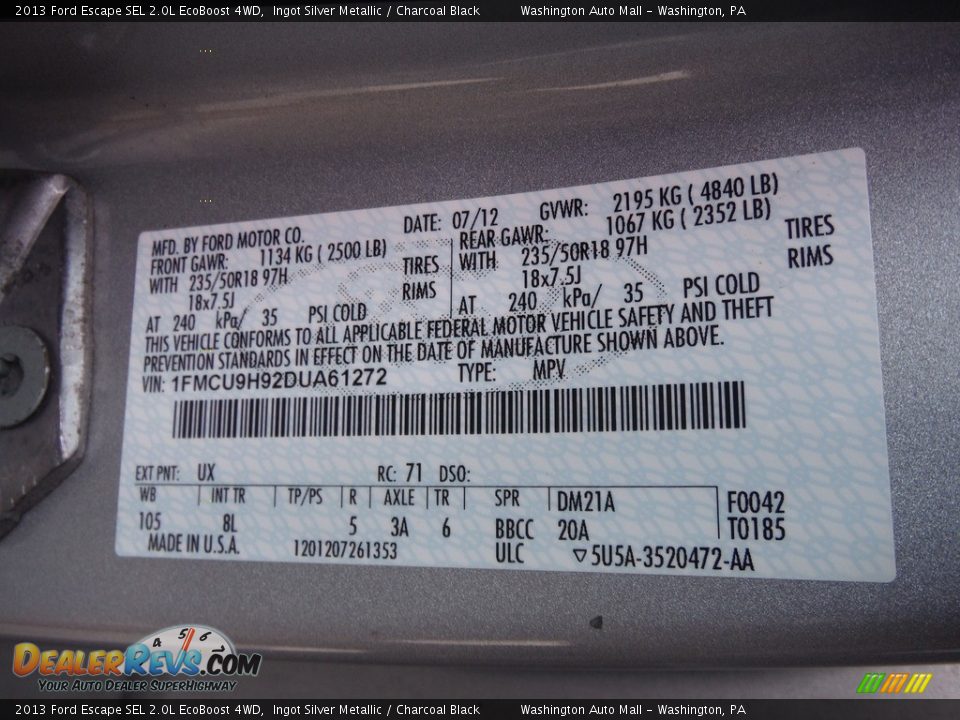 2013 Ford Escape SEL 2.0L EcoBoost 4WD, Ingot Silver Metallic / Charcoal Black Washington Auto Mall - Washington, PA
MFD. BY FORD MOTOR CO. DATE: 07/12 GVWR: 2195 KG ( 4840 LB)
FRONT GAWR: 1134 KG ( 2500 LB) REAR GAWR: 1067 KG ( 2352 LB)
WITH 235/50R18 97H TIRES WITH 235/50R18 97H TIRES
18x7.5J RIMS 18x7.5J RIMS
AT 240 kPa/ 35 PSI COLD AT 240 kPa/ 35 PSI COLD
THIS VEHICLE CONFORMS TO ALL APPLICABLE FEDERAL MOTOR VEHICLE SAFETY AND THEFT
PREVENTION STANDARDS IN EFFECT ON THE DATE OF MANUFACTURE SHOWN ABOVE.
VIN: 1FMCU9H92DUA61272 TYPE: MPV
EXT PNT: UX RC: 71 DSO:
WB INT TR TP/PS R AXLE TR SPR DM21A F0042
105 8L 5 3A 6 BBCC 20A T0185
MADE IN U.S.A. 1201207261353 ULC ▽5U5A-3520472-AA
4 5 6 7
DEALERREVS.COM
YOUR AUTO DEALER SUPERHIGHWAY
2013 Ford Escape SEL 2.0L EcoBoost 4WD, Ingot Silver Metallic / Charcoal Black Washington Auto Mall - Washington, PA